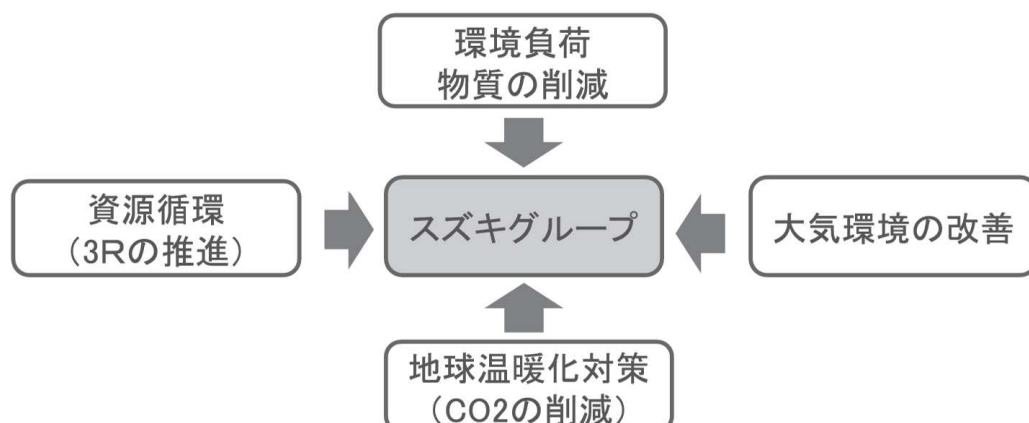 環境負荷
物質の削減
資源循環
（3Rの推進）
スズキグループ
大気環境の改善
地球温暖化対策
（CO2の削減）